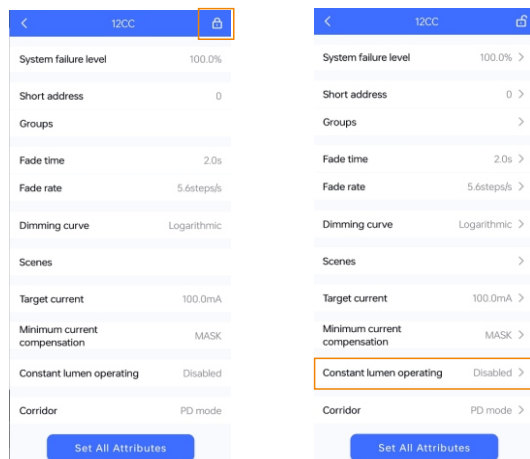 12CC
System failure level 100.0%
Short address 0
Groups
Fade time 2.0s
Fade rate 5.6steps/s
Dimming curve Logarithmic
Scenes
Target current 100.0mA
Minimum current
compensation MASK
Constant lumen operating Disabled
Corridor PD mode
Set All Attributes
12CC
System failure level 100.0%
Short address 0
Groups
Fade time 2.0s
Fade rate 5.6steps/s
Dimming curve Logarithmic
Scenes
Target current 100.0mA
Minimum current
compensation MASK
Constant lumen operating Disabled
Corridor PD mode
Set All Attributes